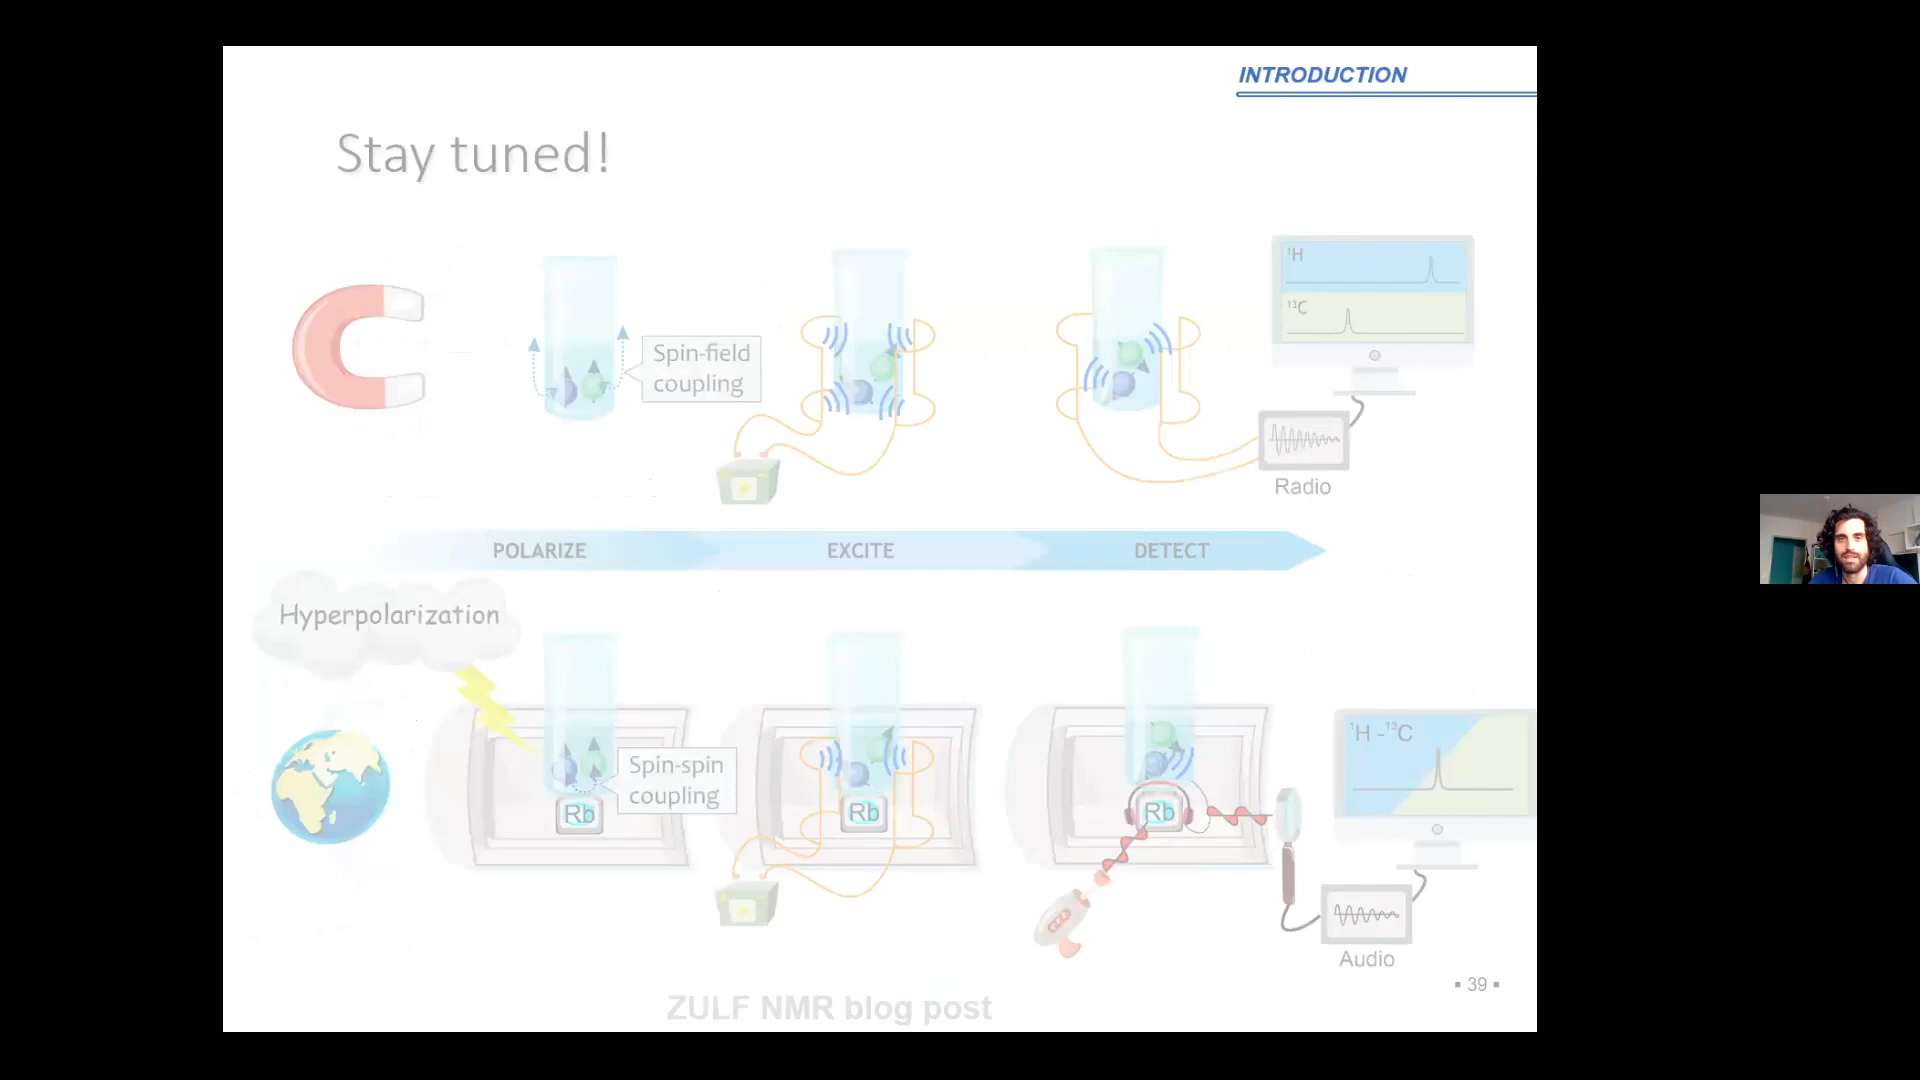 INTRODUCTION
Stay tuned!
Spin-field
coupling
¹H
¹³C
Radio
POLARIZE
EXCITE
DETECT
Hyperpolarization
Spin-spin
coupling
Rb
Rb
Rb
¹H -¹³C
Audio
▪ 39 ▪
ZULF NMR blog post